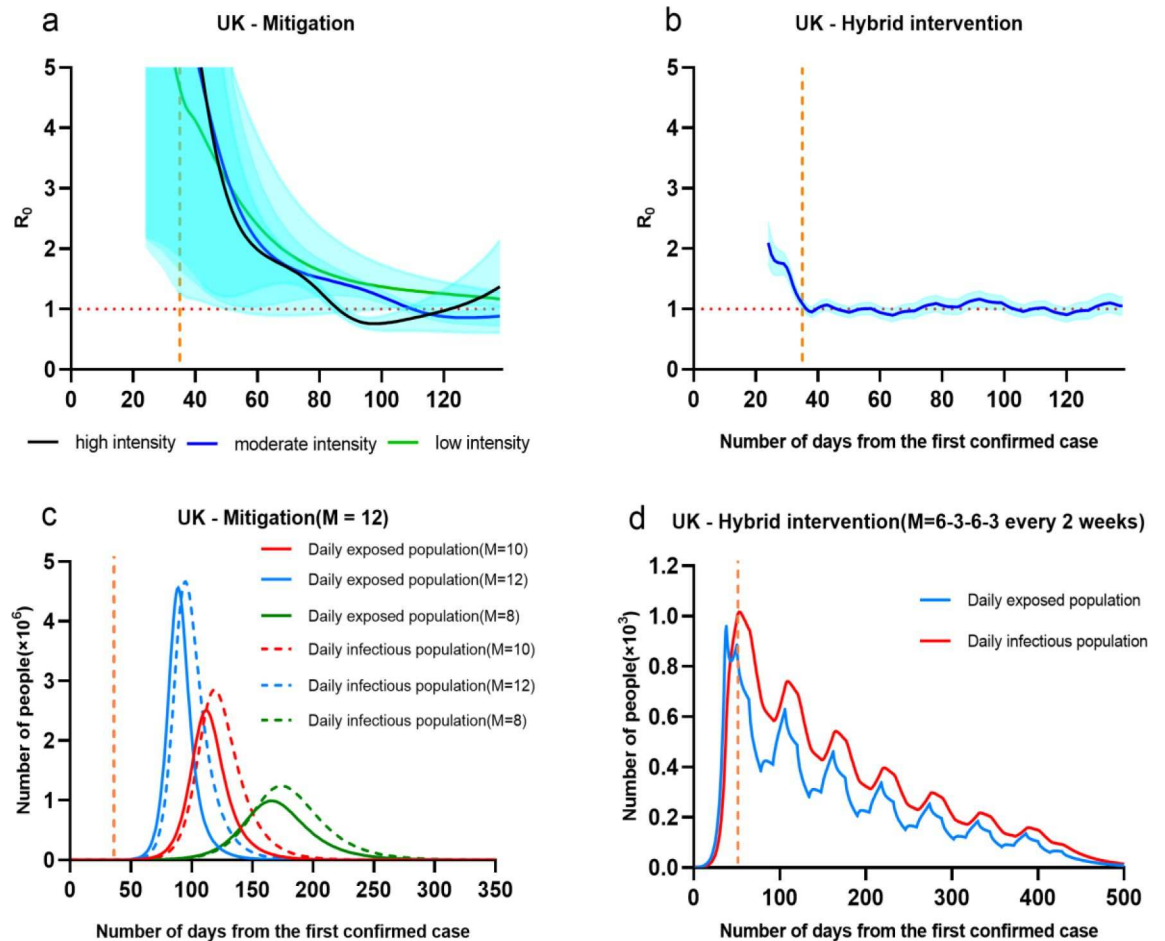 a
UK - Mitigation
R0
5
4
3
2
1
0
0 20 40 60 80 100 120
high intensity moderate intensity low intensity
b
UK - Hybrid intervention
R0
5
4
3
2
1
0
0 20 40 60 80 100 120
Number of days from the first confirmed case
c
UK - Mitigation(M = 12)
Daily exposed population(M=10)
Daily exposed population(M=12)
Daily exposed population(M=8)
Daily infectious population(M=10)
Daily infectious population(M=12)
Daily infectious population(M=8)
Number of people(×10⁶)
5
4
3
2
1
0
0 50 100 150 200 250 300 350
Number of days from the first confirmed case
d
UK - Hybrid intervention(M=6-3-6-3 every 2 weeks)
Daily exposed population
Daily infectious population
Number of people(×10³)
1.2
1.0
0.8
0.6
0.4
0.2
0.0
0 100 200 300 400 500
Number of days from the first confirmed case